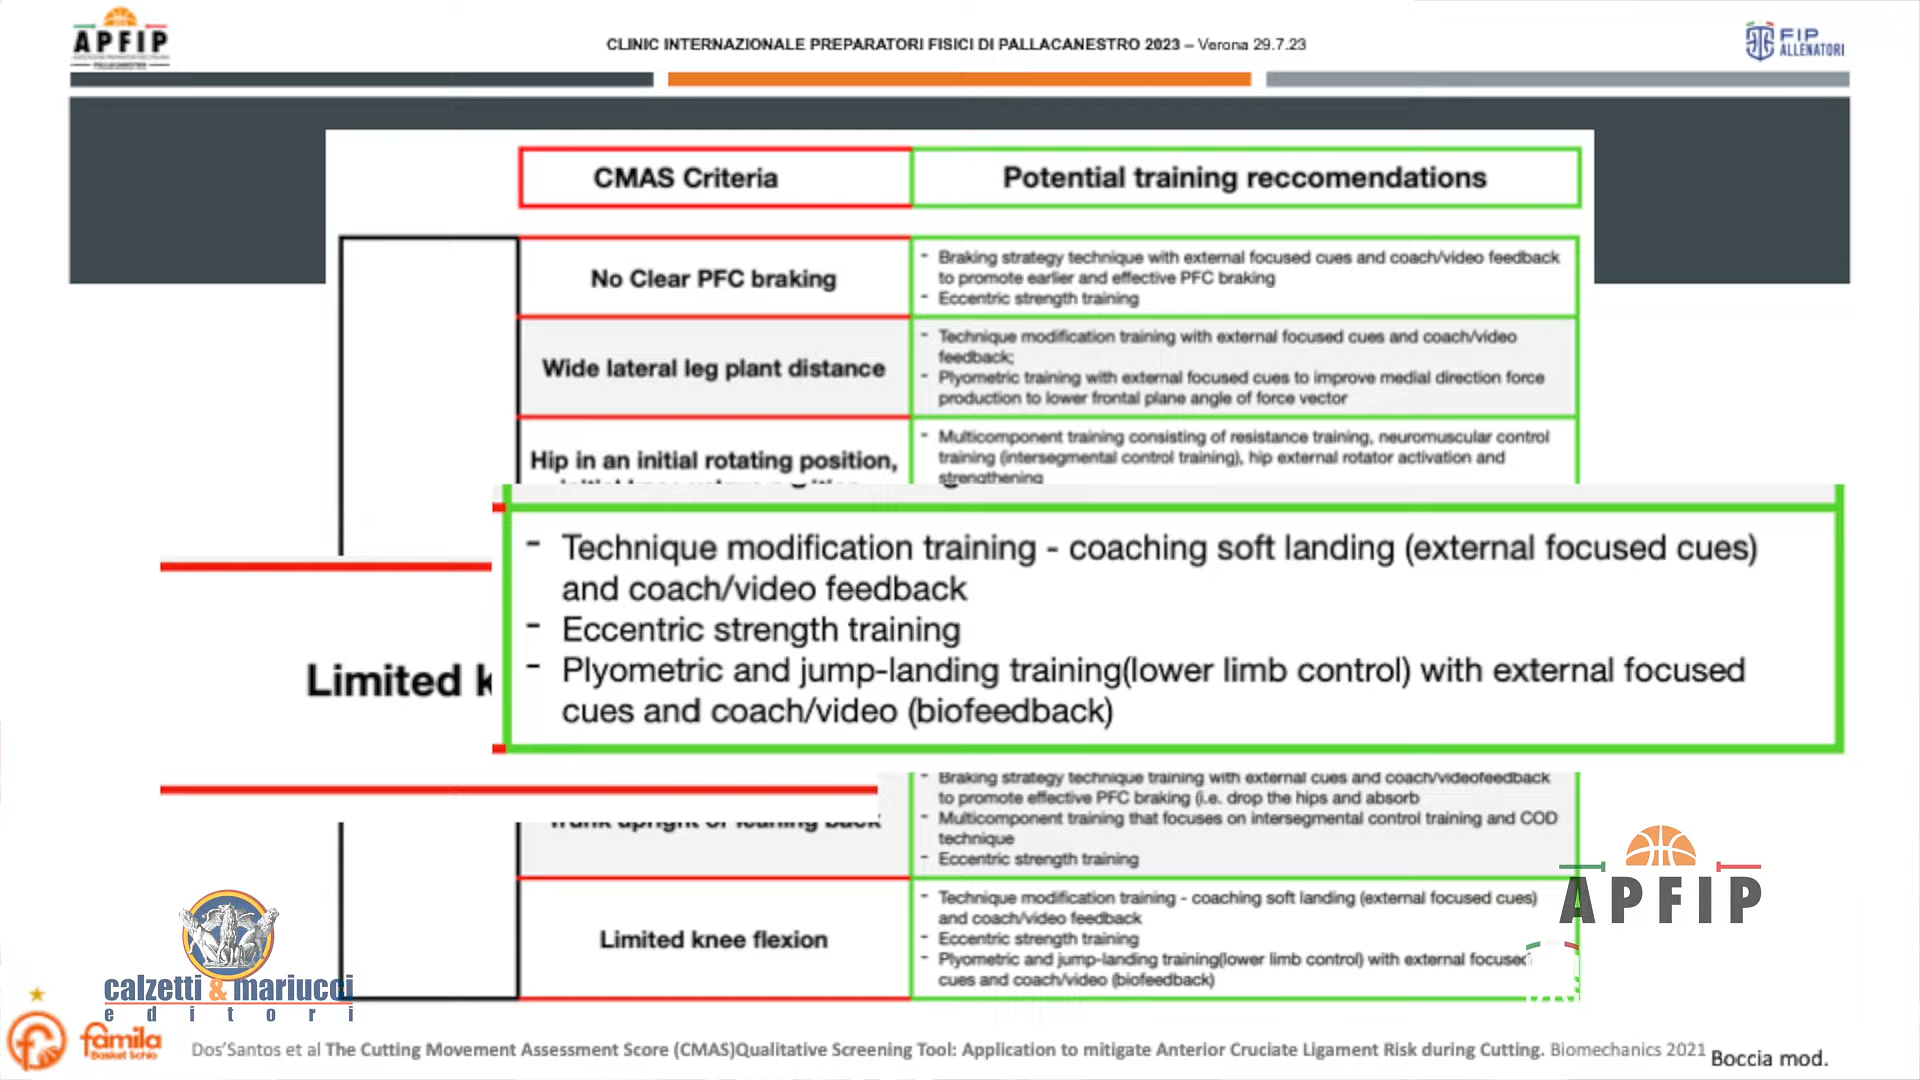 APFIP
CLINIC INTERNAZIONALE PREPARATORI FISICI DI PALLACANESTRO 2023 – Verona 29.7.23
FIP
ALLENATORI
CMAS Criteria
Potential training reccomendations
No Clear PFC braking
- Braking strategy technique with external focused cues and coach/video feedback
to promote earlier and effective PFC braking
- Eccentric strength training
Wide lateral leg plant distance
- Technique modification training with external focused cues and coach/video
feedback;
- Plyometric training with external focused cues to improve medial direction force
production to lower frontal plane angle of force vector
Hip in an initial rotating position,
- Multicomponent training consisting of resistance training, neuromuscular control
training (intersegmental control training), hip external rotator activation and
strengthening
Limited k
- Technique modification training - coaching soft landing (external focused cues)
and coach/video feedback
- Eccentric strength training
- Plyometric and jump-landing training(lower limb control) with external focused
cues and coach/video (biofeedback)
Trunk upright or leaning back
- Braking strategy technique training with external cues and coach/videofeedback
to promote effective PFC braking (i.e. drop the hips and absorb
- Multicomponent training that focuses on intersegmental control training and COD
technique
- Eccentric strength training
Limited knee flexion
- Technique modification training - coaching soft landing (external focused cues)
and coach/video feedback
- Eccentric strength training
- Plyometric and jump-landing training(lower limb control) with external focused
cues and coach/video (biofeedback)
APFIP
calzetti & mariucci
editori
famila
Basket Schio
Dos'Santos et al The Cutting Movement Assessment Score (CMAS)Qualitative Screening Tool: Application to mitigate Anterior Cruciate Ligament Risk during Cutting. Biomechanics 2021
Boccia mod.